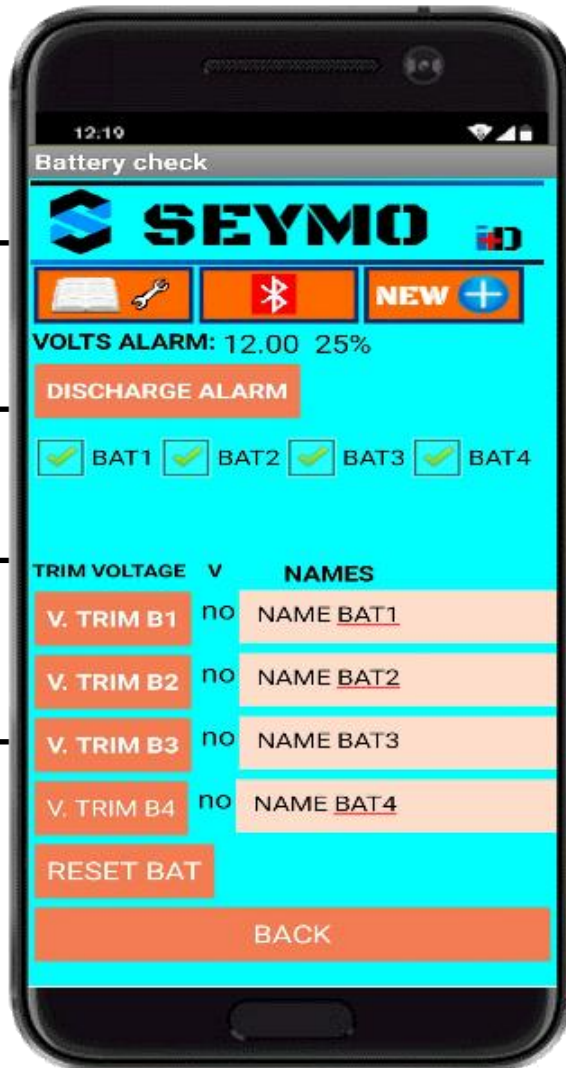 12:19
Battery check
SEYMO
NEW
VOLTS ALARM: 12.00 25%
DISCHARGE ALARM
BAT1 BAT2 BAT3 BAT4
TRIM VOLTAGE V NAMES
V. TRIM B1 no NAME BAT1
V. TRIM B2 no NAME BAT2
V. TRIM B3 no NAME BAT3
V. TRIM B4 no NAME BAT4
RESET BAT
BACK